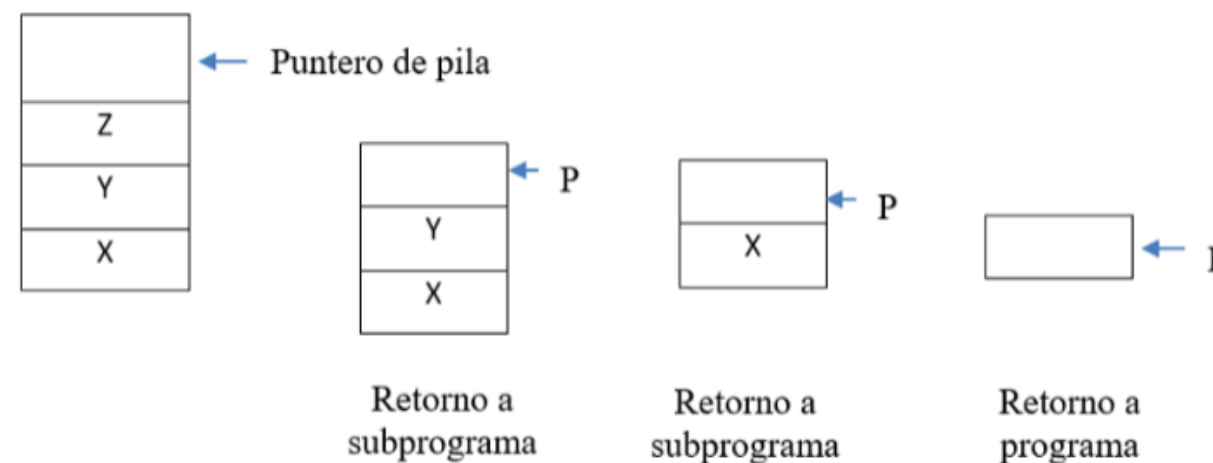 Puntero de pila
Z
Y
X
P
Y
X
P
X
Retorno a
subprograma
Retorno a
subprograma
Retorno a
programa